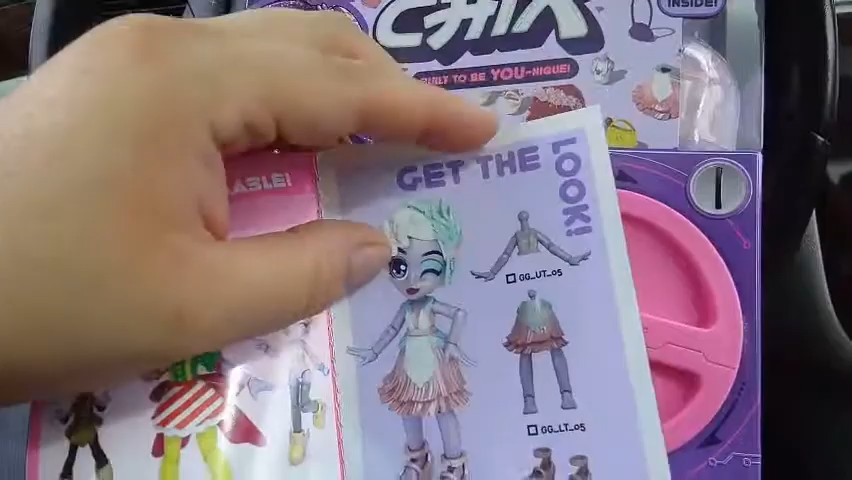 INSIDE!
CHIX
BUILT TO BE YOU-NIQUE
GET THE
LOOK!
GG_UT_05
GG_LT_05